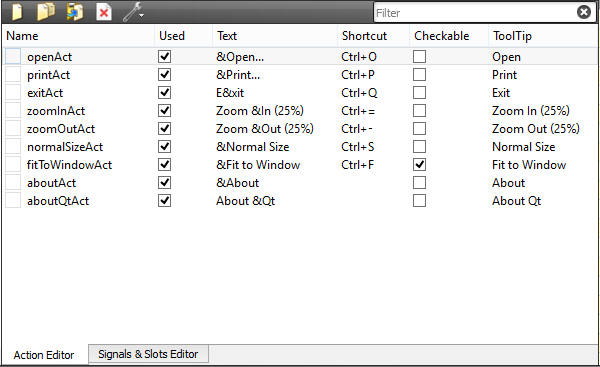 Filter
Name Used Text Shortcut Checkable ToolTip
openAct &Open... Ctrl+O Open
printAct &Print... Ctrl+P Print
exitAct E&xit Ctrl+Q Exit
zoomInAct Zoom &In (25%) Ctrl+= Zoom In (25%)
zoomOutAct Zoom &Out (25%) Ctrl+- Zoom Out (25%)
normalSizeAct &Normal Size Ctrl+S Normal Size
fitToWindowAct &Fit to Window Ctrl+F Fit to Window
aboutAct &About About
aboutQtAct About &Qt About Qt
Action Editor Signals & Slots Editor